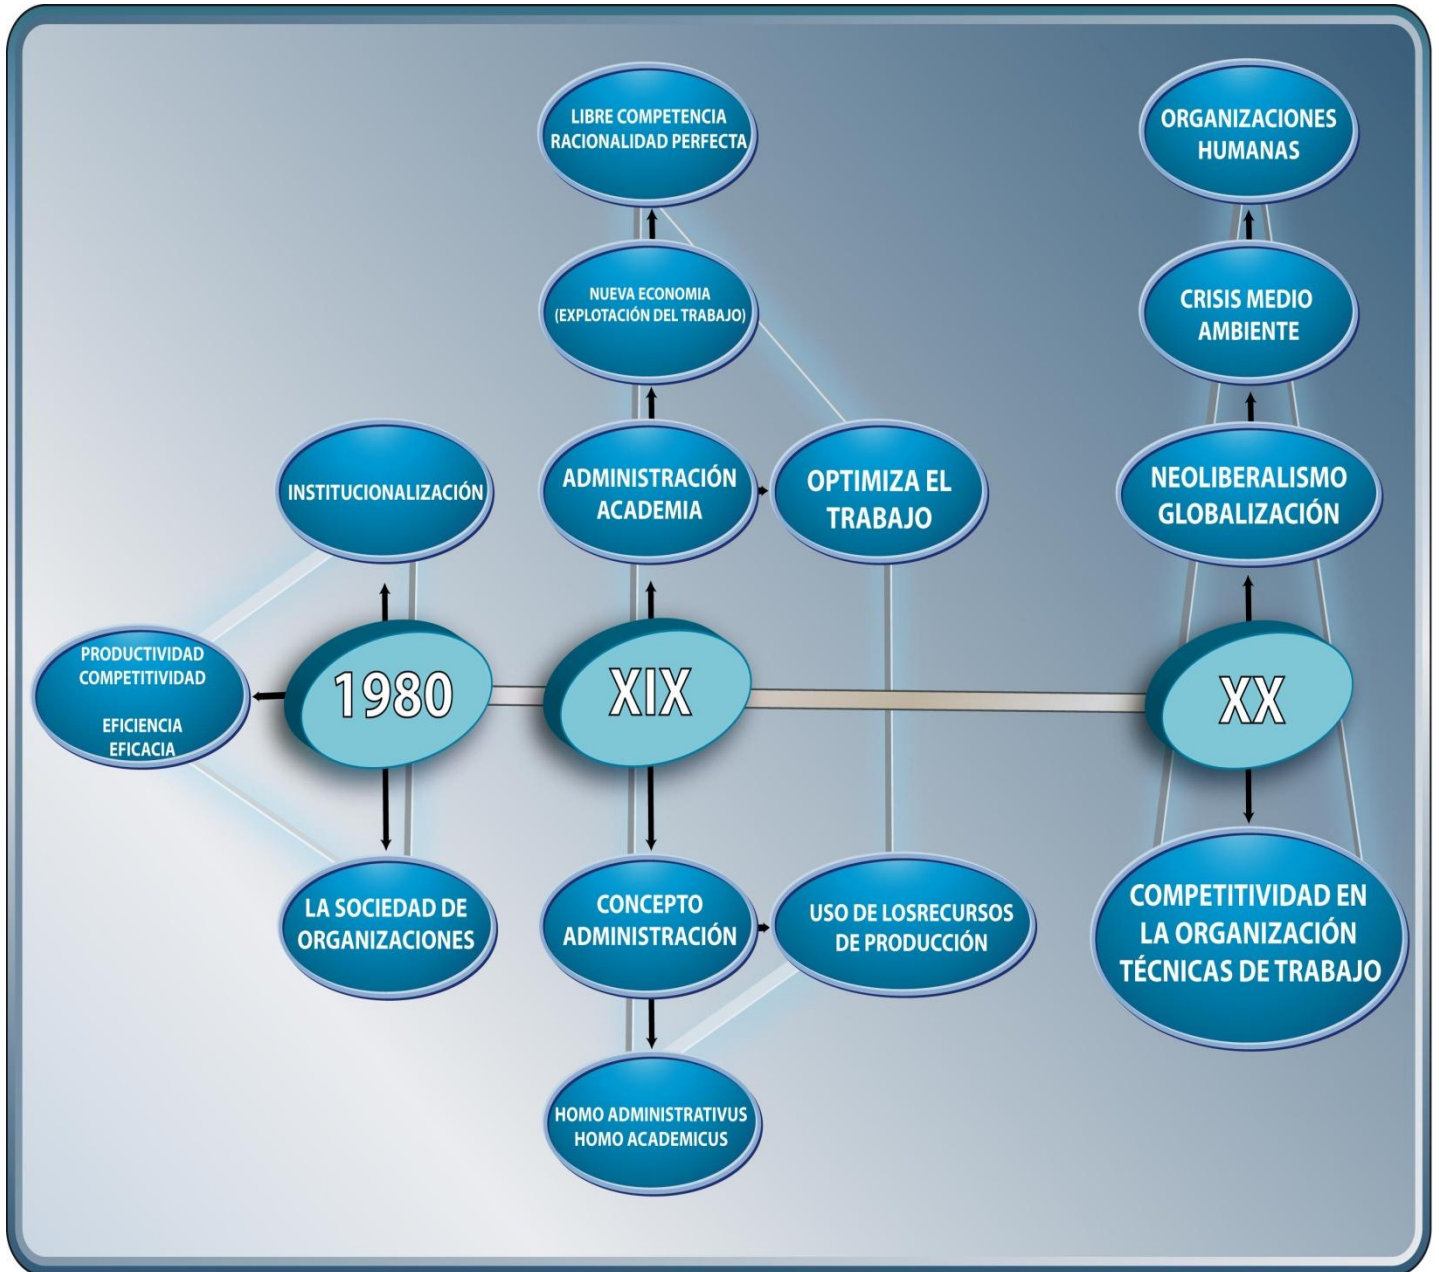 LIBRE COMPETENCIA
RACIONALIDAD PERFECTA
ORGANIZACIONES
HUMANAS
NUEVA ECONOMIA
(EXPLOTACIÓN DEL TRABAJO)
CRISIS MEDIO
AMBIENTE
INSTITUCIONALIZACIÓN
ADMINISTRACIÓN
ACADEMIA
OPTIMIZA EL
TRABAJO
NEOLIBERALISMO
GLOBALIZACIÓN
PRODUCTIVIDAD
COMPETITIVIDAD
EFICIENCIA
EFICACIA
1980
XIX
XX
LA SOCIEDAD DE
ORGANIZACIONES
CONCEPTO
ADMINISTRACIÓN
USO DE LOSRECURSOS
DE PRODUCCIÓN
COMPETITIVIDAD EN
LA ORGANIZACIÓN
TÉCNICAS DE TRABAJO
HOMO ADMINISTRATIVUS
HOMO ACADEMICUS